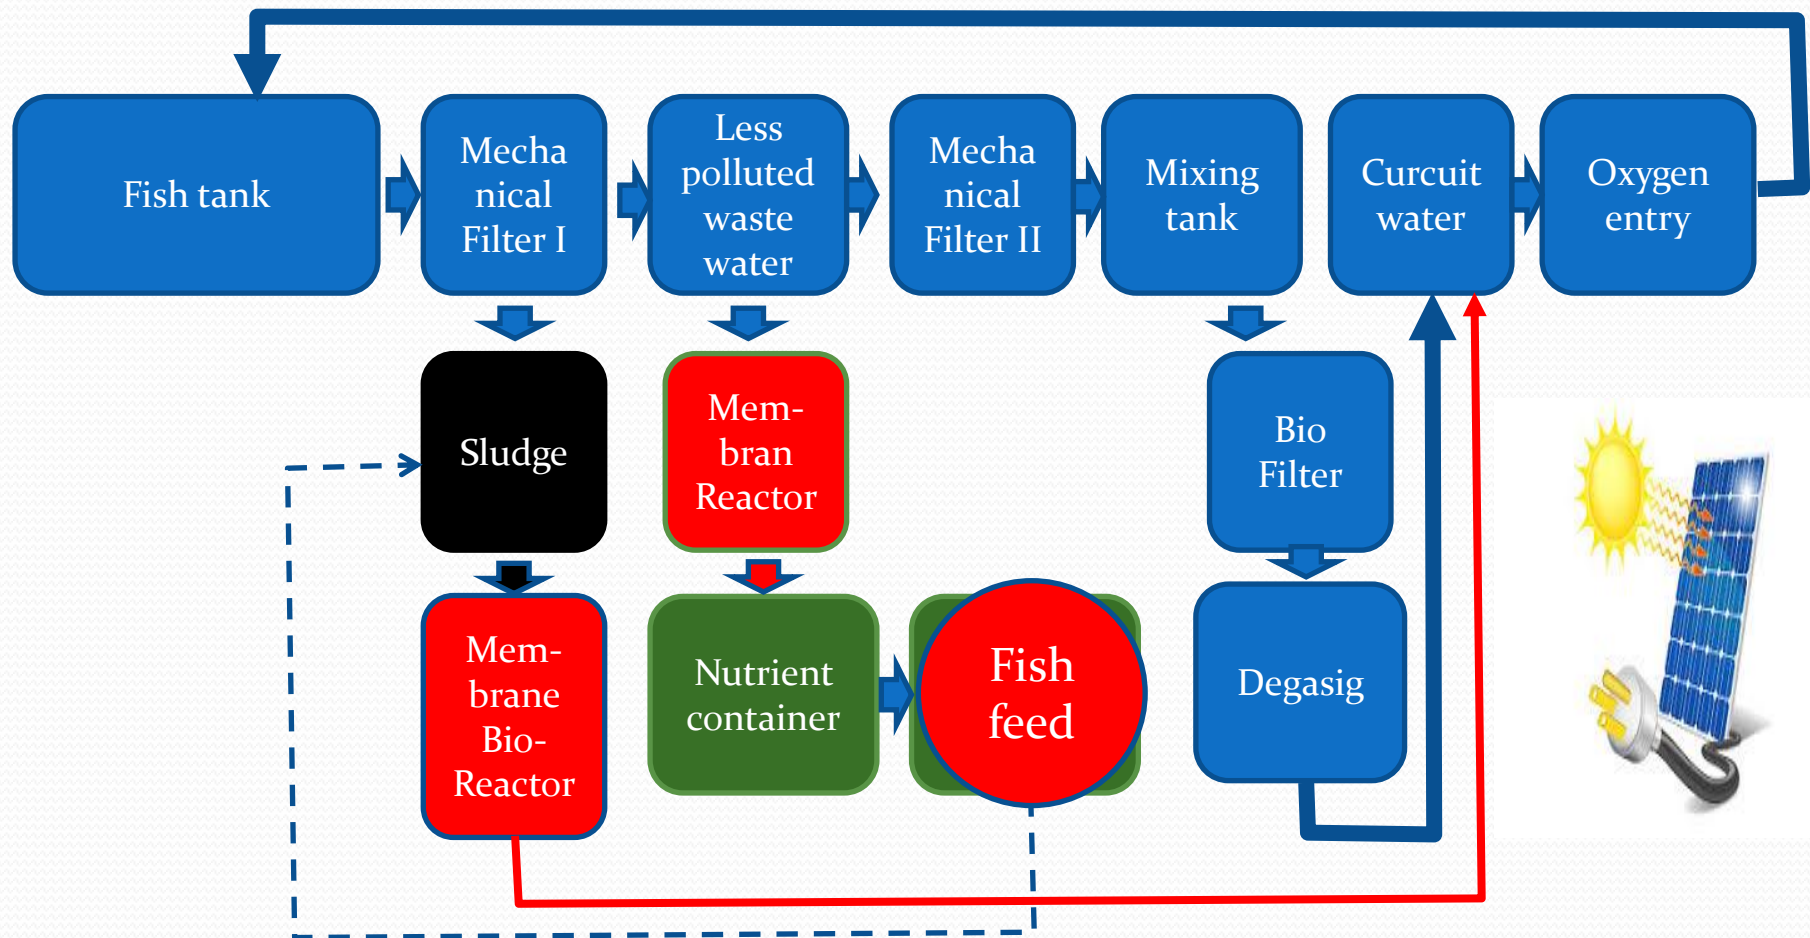 Fish tank
Mecha
nical
Filter I
Less
polluted
waste
water
Mecha
nical
Filter II
Mixing
tank
Curcuit
water
Oxygen
entry
Sludge
Mem-
bran
Reactor
Bio
Filter
Mem-
brane
Bio-
Reactor
Nutrient
container
Fish
feed
Degasig